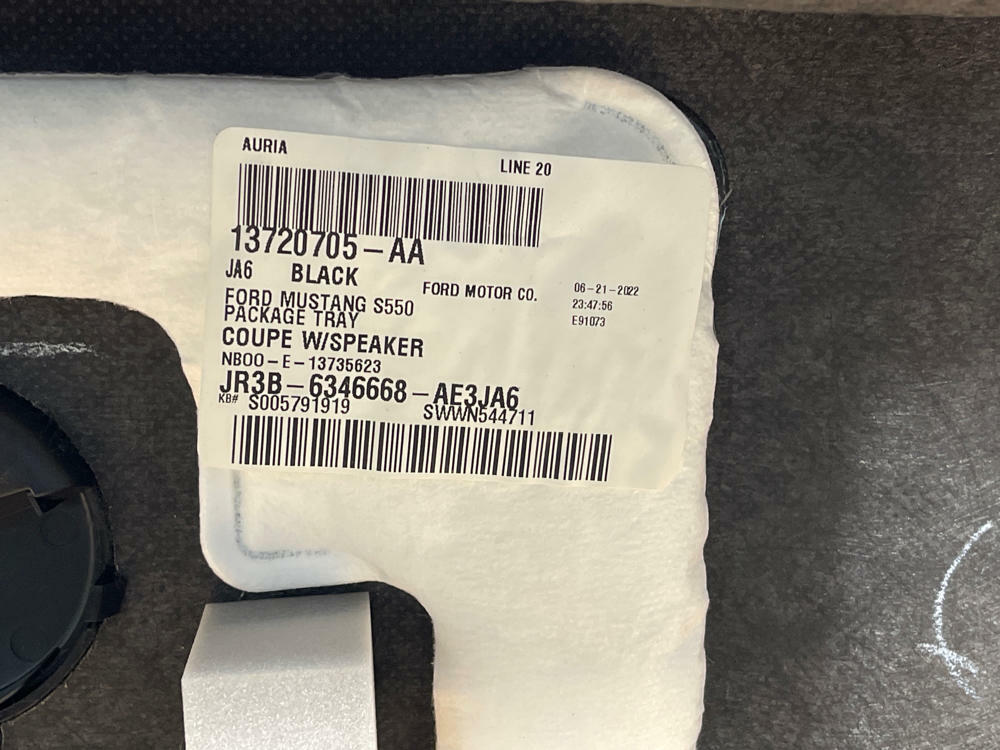 AURIA
LINE 20
13720705-AA
JA6 BLACK
FORD MOTOR CO.
06-21-2022
23:47:56
E91073
FORD MUSTANG S550
PACKAGE TRAY
COUPE W/SPEAKER
NBOO-E-13735623
JR3B-6346668-AE3JA6
KB# S005791919 SWWN544711